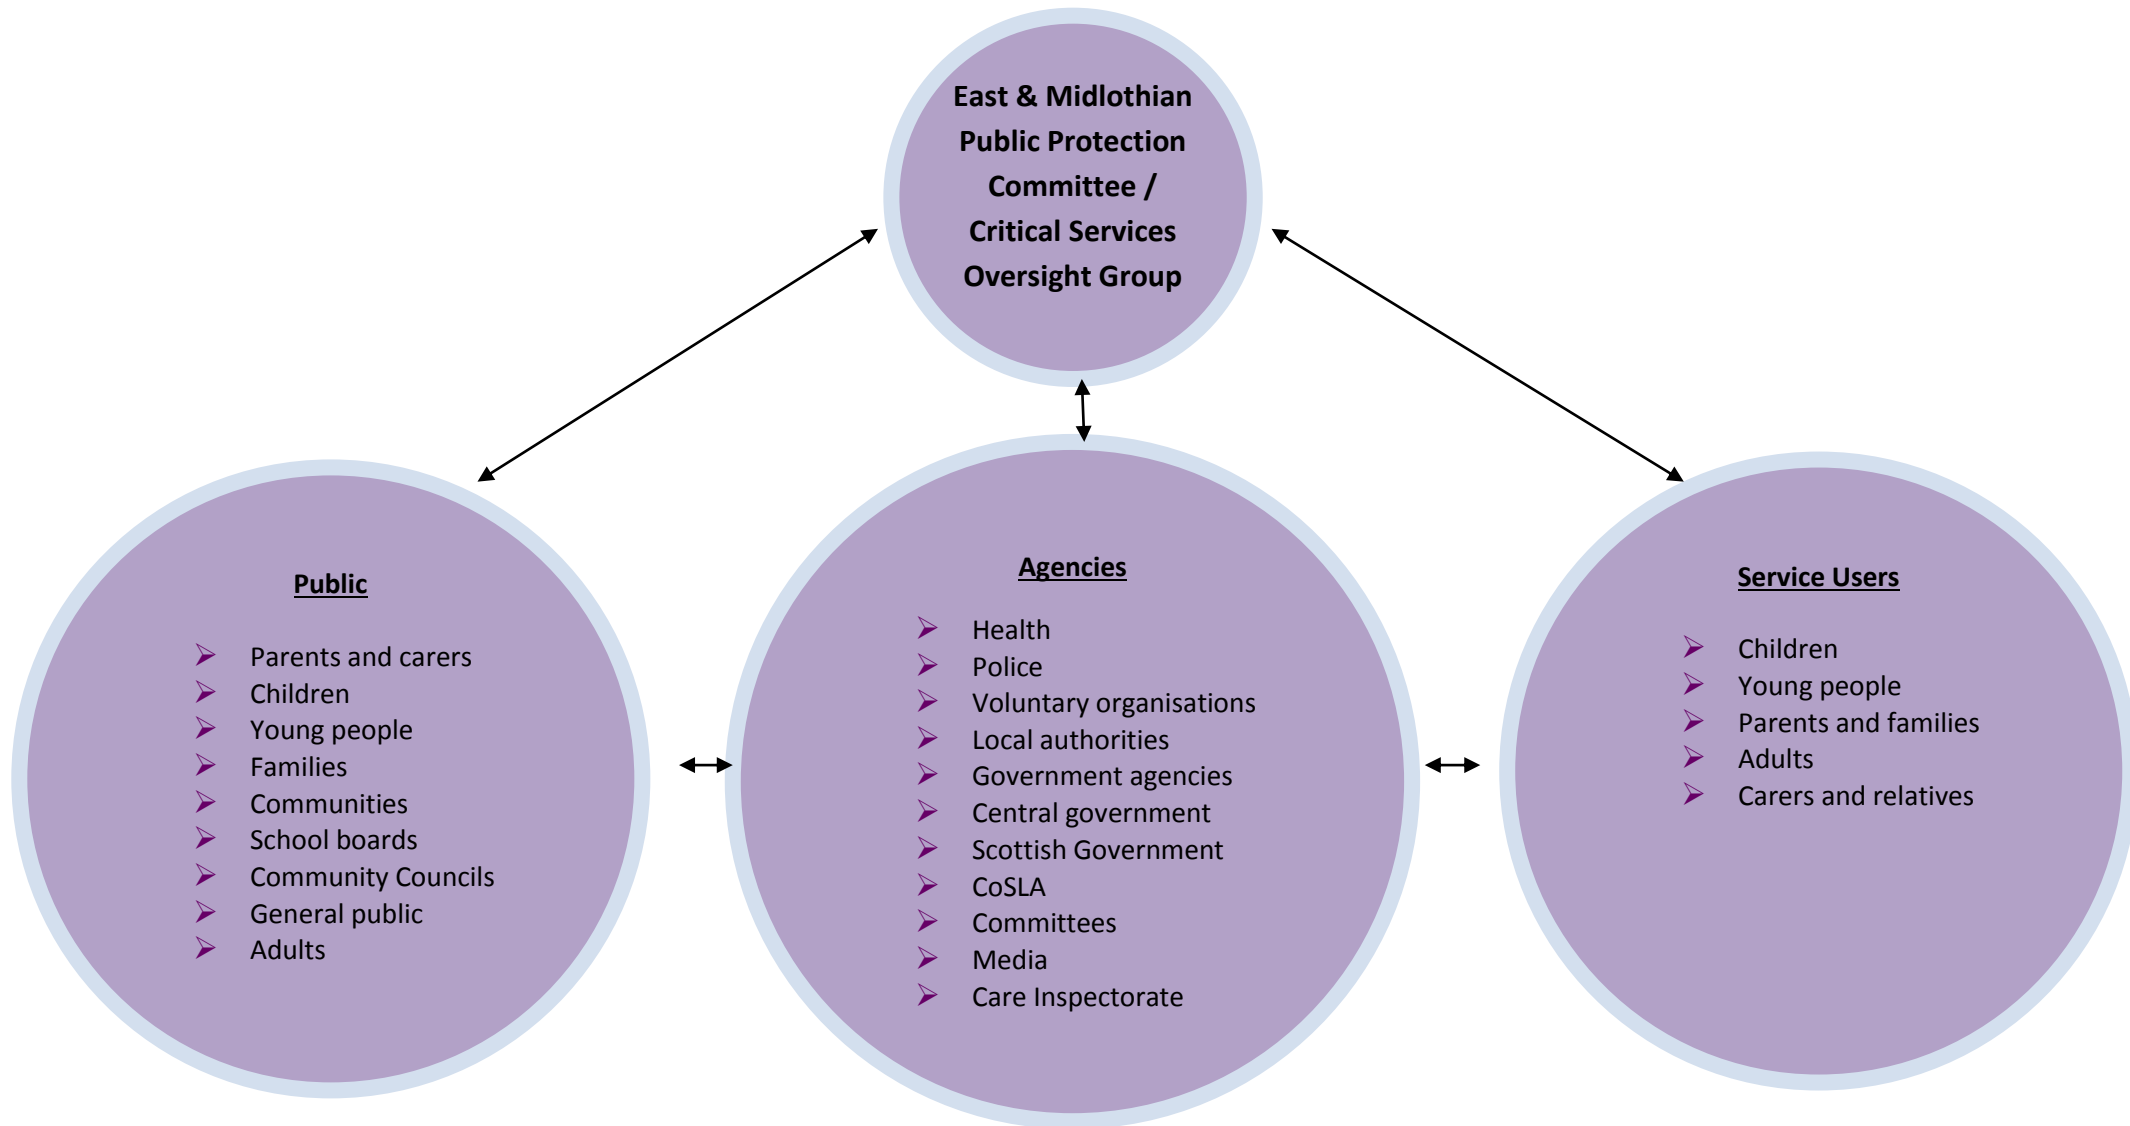 East & Midlothian
Public Protection
Committee /
Critical Services
Oversight Group
Public
Parents and carers
Children
Young people
Families
Communities
School boards
Community Councils
General public
Adults
Agencies
Health
Police
Voluntary organisations
Local authorities
Government agencies
Central government
Scottish Government
CoSLA
Committees
Media
Care Inspectorate
Service Users
Children
Young people
Parents and families
Adults
Carers and relatives